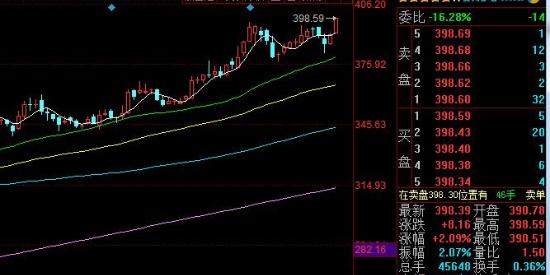 406.20
398.59
375.92
345.63
314.93
282.16
委比 -16.28% -14
卖盘
5 398.69 1
4 398.68 12
3 398.66 1
2 398.62 2
1 398.60 32
买盘
1 398.59 5
2 398.43 20
3 398.40 1
4 398.38 6
5 398.34 4
在卖盘398.30位置有 46手 卖单
最新 398.39 开盘 390.78
涨跌 +8.16 最高 398.59
涨幅 +2.09% 最低 398.51
振幅 2.07% 量比 1.50
总手 45648 换手 0.36%